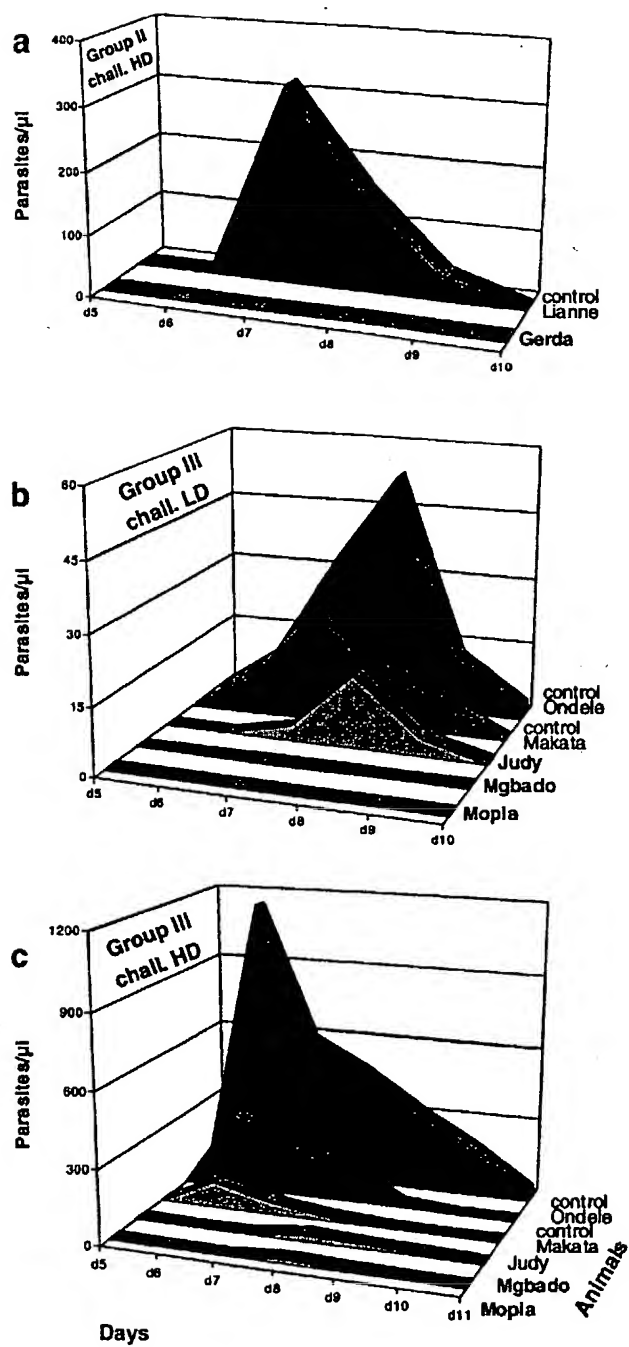 a
Group II
chall. HD
Parasites/µl
400
300
200
100
0
d5
d6
d7
d8
d9
d10
control
Lianne
Gerda
b
Group III
chall. LD
Parasites/µl
60
45
30
15
0
d5
d6
d7
d8
d9
d10
control
Ondele
control
Makata
Judy
Mgbado
Mopla
c
Group III
chall. HD
Parasites/µl
1200
900
600
300
0
d5
d6
d7
d8
d9
d10
d11
control
Ondele
control
Makata
Judy
Mgbado
Mopla
Animals
Days